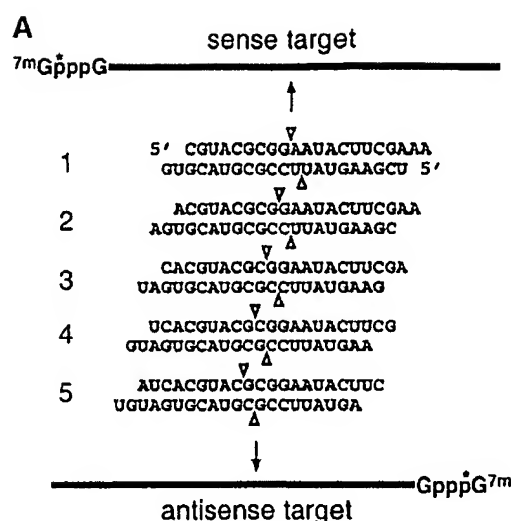 A
sense target
7mGpppG
*
1
5′ CGUACGCGGAAUACUUCGAAA
GUGCAUGCGCCUUAUGAAGCU 5′
2
ACGUACGCGGAAUACUUCGAA
AGUGCAUGCGCCUUAUGAAGC
3
CACGUACGCGGAAUACUUCGA
UAGUGCAUGCGCCUUAUGAAG
4
UCACGUACGCGGAAUACUUCG
GUAGUGCAUGCGCCUUAUGAA
5
AUCACGUACGCGGAAUACUUC
UGUAGUGCAUGCGCCUUAUGA
*
GpppG7m
antisense target